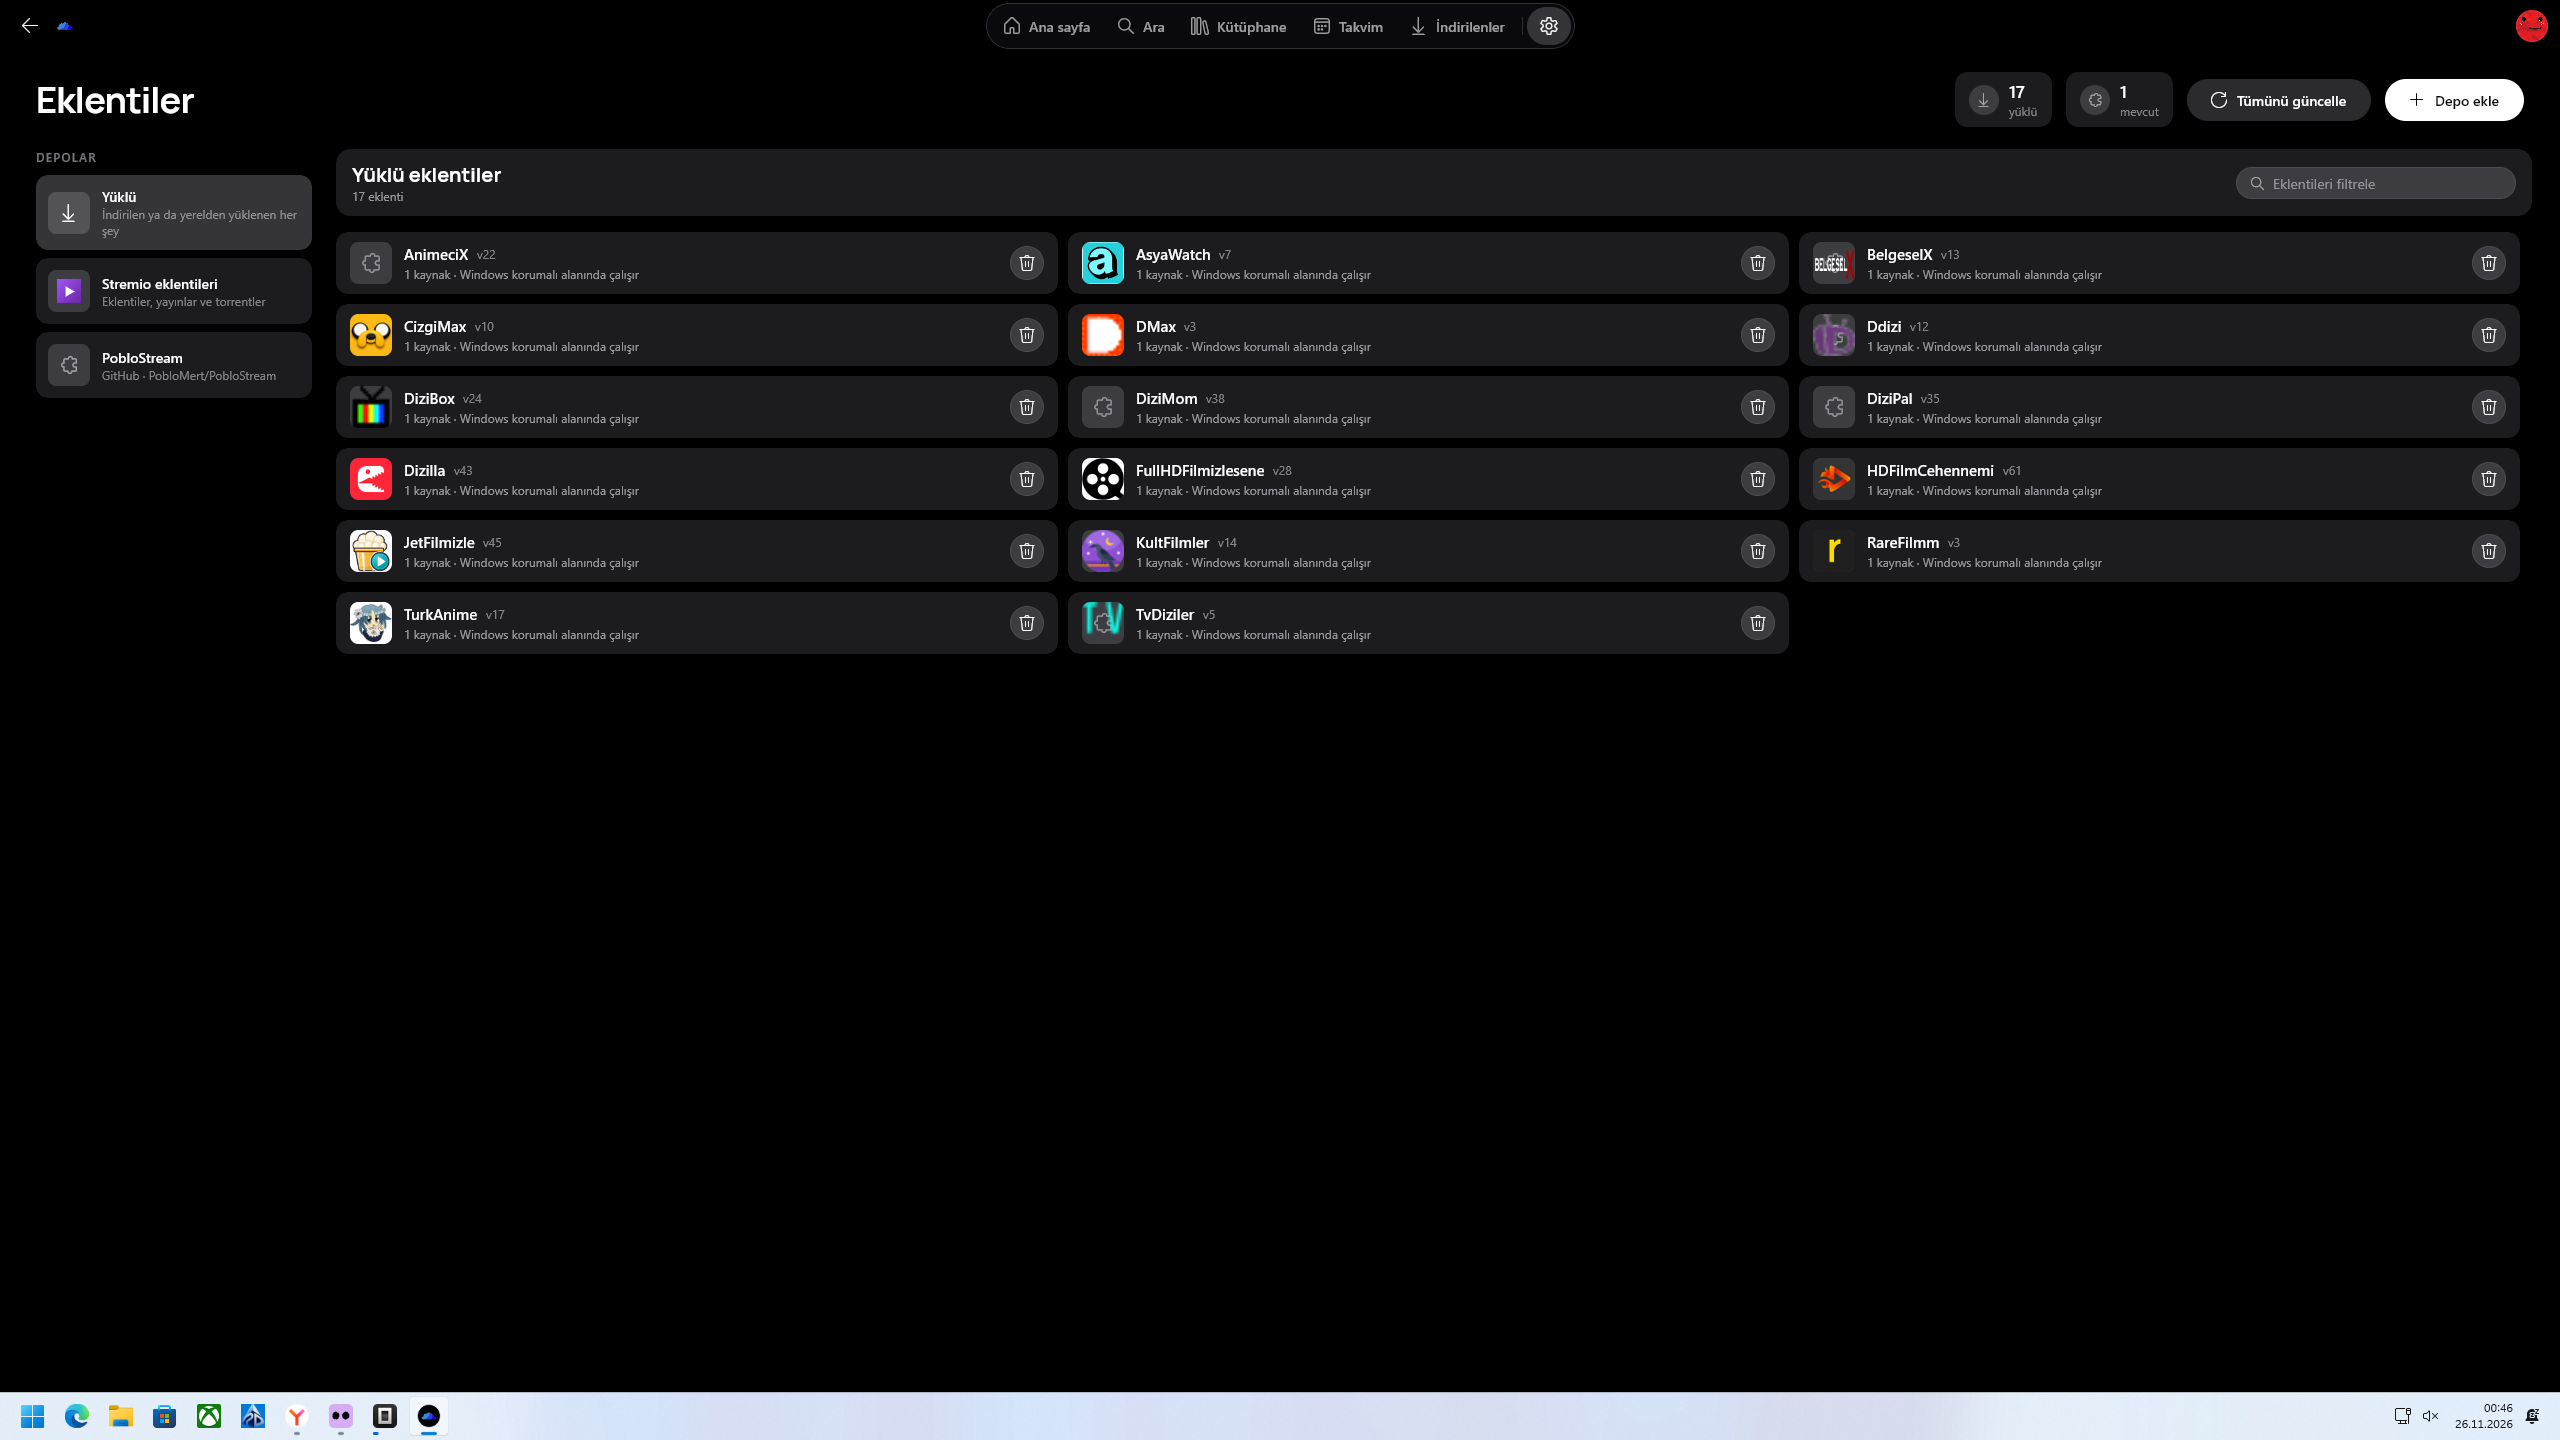 Ana sayfa
Ara
Kütüphane
Takvim
İndirilenler
Eklentiler
17
yüklü
1
mevcut
Tümünü güncelle
Depo ekle
DEPOLAR
Yüklü
İndirilen ya da yerelden yüklenen her
şey
Stremio eklentileri
Eklentiler, yayınlar ve torrentler
PobloStream
GitHub · PobloMert/PobloStream
Yüklü eklentiler
17 eklenti
Eklentileri filtrele
AnimeciX v22
1 kaynak · Windows korumalı alanında çalışır
AsyaWatch v7
1 kaynak · Windows korumalı alanında çalışır
BELGESEL X
BelgeselX v13
1 kaynak · Windows korumalı alanında çalışır
CizgiMax v10
1 kaynak · Windows korumalı alanında çalışır
DMax v3
1 kaynak · Windows korumalı alanında çalışır
Ddizi v12
1 kaynak · Windows korumalı alanında çalışır
DiziBox v24
1 kaynak · Windows korumalı alanında çalışır
DiziMom v38
1 kaynak · Windows korumalı alanında çalışır
DiziPal v35
1 kaynak · Windows korumalı alanında çalışır
Dizilla v43
1 kaynak · Windows korumalı alanında çalışır
FullHDFilmizlesene v28
1 kaynak · Windows korumalı alanında çalışır
HDFilmCehennemi v61
1 kaynak · Windows korumalı alanında çalışır
JetFilmizle v45
1 kaynak · Windows korumalı alanında çalışır
KultFilmler v14
1 kaynak · Windows korumalı alanında çalışır
r
RareFilmm v3
1 kaynak · Windows korumalı alanında çalışır
TurkAnime v17
1 kaynak · Windows korumalı alanında çalışır
TV
TvDiziler v5
1 kaynak · Windows korumalı alanında çalışır
00:46
26.11.2026